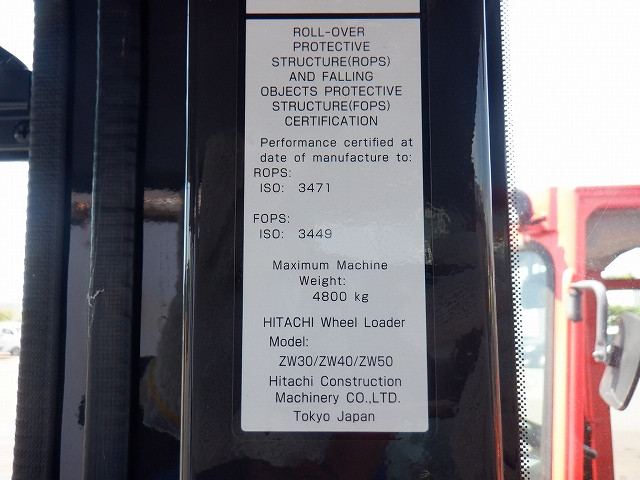 ROLL-OVER
PROTECTIVE
STRUCTURE(ROPS)
AND FALLING
OBJECTS PROTECTIVE
STRUCTURE(FOPS)
CERTIFICATION
Performance certified at
date of manufacture to:
ROPS:
ISO: 3471
FOPS:
ISO: 3449
Maximum Machine
Weight:
4800 kg
HITACHI Wheel Loader
Model:
ZW30/ZW40/ZW50
Hitachi Construction
Machinery CO.,LTD.
Tokyo Japan